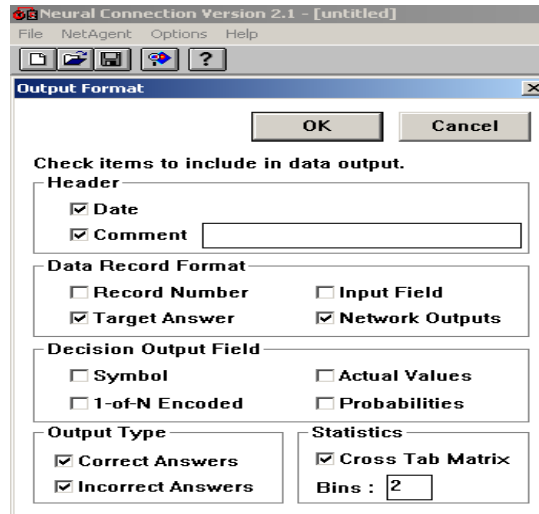 Neural Connection Version 2.1 - [untitled]
File NetAgent Options Help
?
Output Format
OK Cancel
Check items to include in data output.
Header
Date
Comment
Data Record Format
Record Number Input Field
Target Answer Network Outputs
Decision Output Field
Symbol Actual Values
1-of-N Encoded Probabilities
Output Type Statistics
Correct Answers Cross Tab Matrix
Incorrect Answers Bins : 2